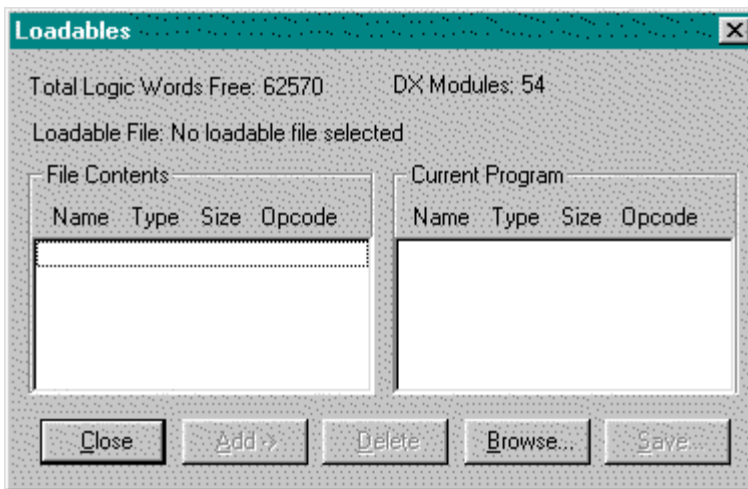 Loadables
Total Logic Words Free: 62570 DX Modules: 54
Loadable File: No loadable file selected
File Contents Current Program
Name Type Size Opcode Name Type Size Opcode
Close Add -> Delete Browse... Save...